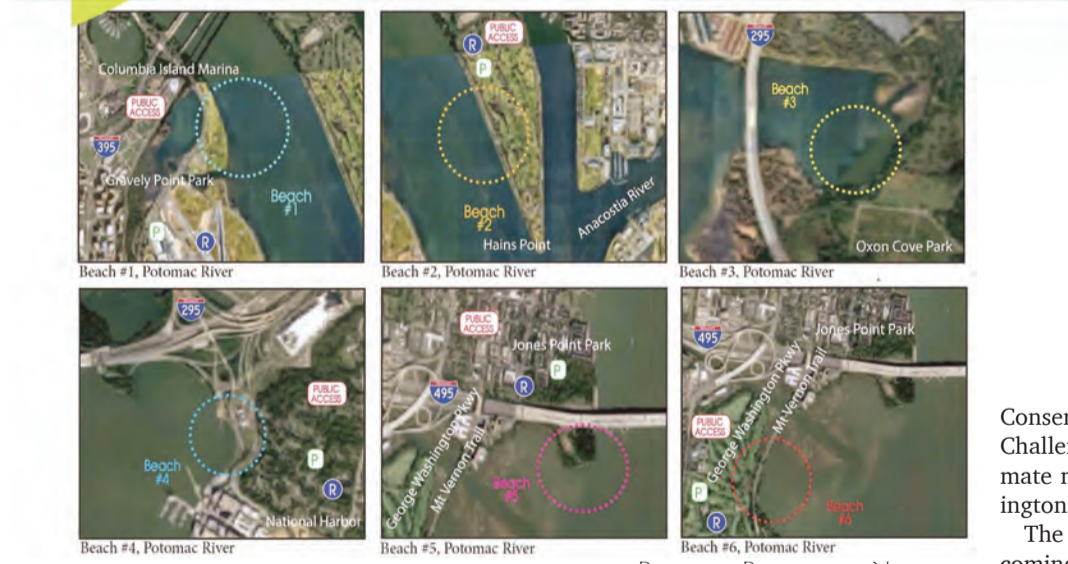 Columbia Island Marina
PUBLIC
ACCESS
395
Gravely Point Park
Beach
#1
P
R
Beach #1, Potomac River
PUBLIC
ACCESS
R
P
Beach
#2
Hains Point
Anacostia River
Beach #2, Potomac River
295
Beach
#3
Oxon Cove Park
Beach #3, Potomac River
295
PUBLIC
ACCESS
Beach
#4
P
R
National Harbor
Beach #4, Potomac River
PUBLIC
ACCESS
Jones Point Park
495
P
R
George Washington Pkwy
Mt Vernon Trail
Beach
#5
Beach #5, Potomac River
495
Jones Point Park
George Washington Pkwy
Mt Vernon Trail
PUBLIC
ACCESS
P
R
Beach
#6
Beach #6, Potomac River
Conser
Challe
mate n
ington
The
coming